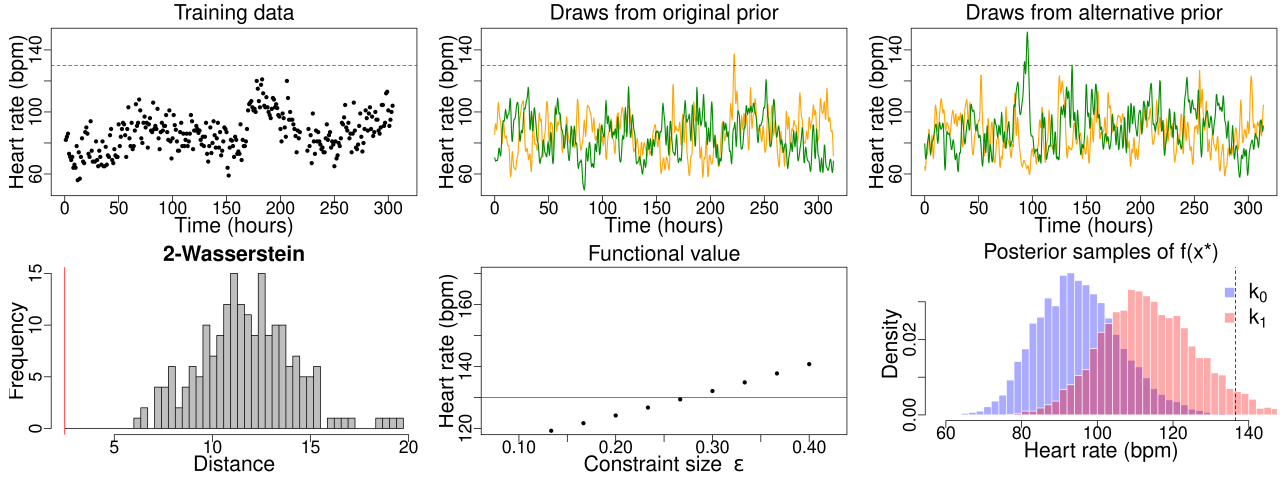 Training data
Heart rate (bpm)
60 100 140
0 50 100 150 200 250 300
Time (hours)
Draws from original prior
Heart rate (bpm)
60 100 140
0 50 100 150 200 250 300
Time (hours)
Draws from alternative prior
Heart rate (bpm)
60 100 140
0 50 100 150 200 250 300
Time (hours)
2-Wasserstein
Frequency
0 5 10 15
5 10 15 20
Distance
Functional value
Heart rate (bpm)
120 140 160
0.10 0.20 0.30 0.40
Constraint size ε
Posterior samples of f(x*)
Density
0.00 0.02
k₀
k₁
60 80 100 120 140
Heart rate (bpm)